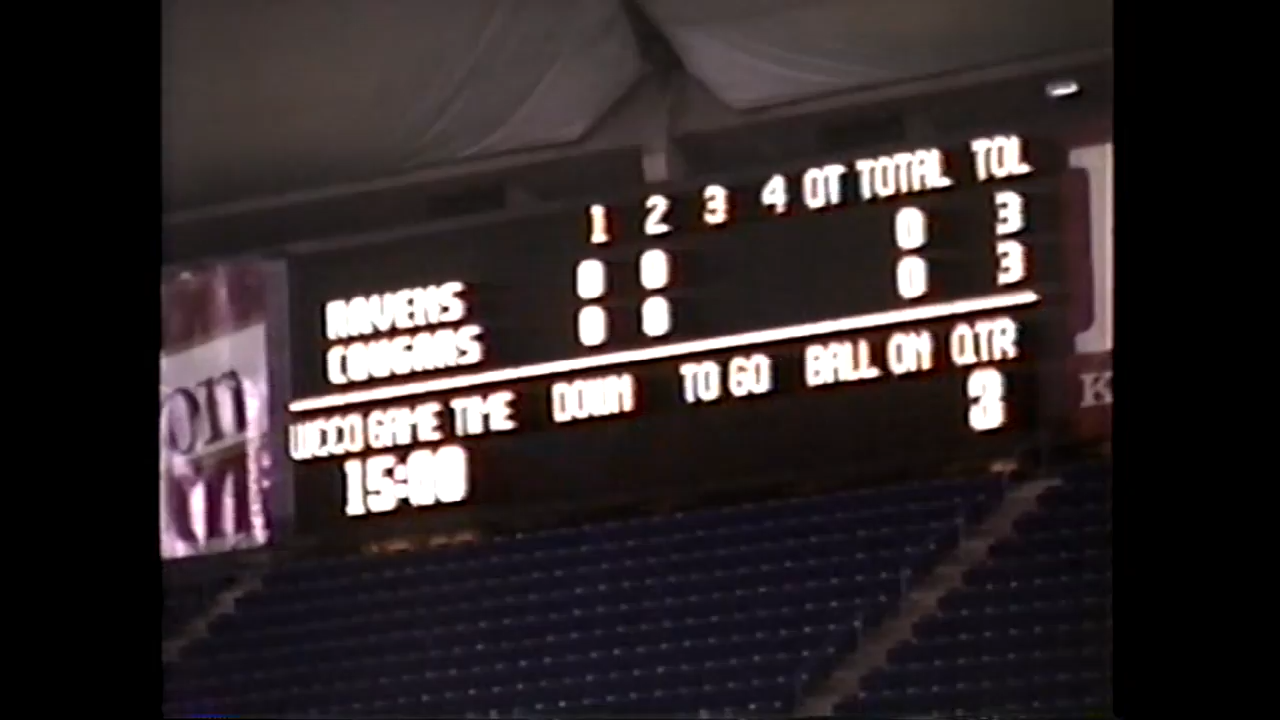 1 2 3 4 OT TOTAL TOL
RAVENS 0 0 0 3
COUGARS 0 0 0 3
WCCO GAME TIME DOWN TO GO BALL ON QTR
15:00 3
on
K